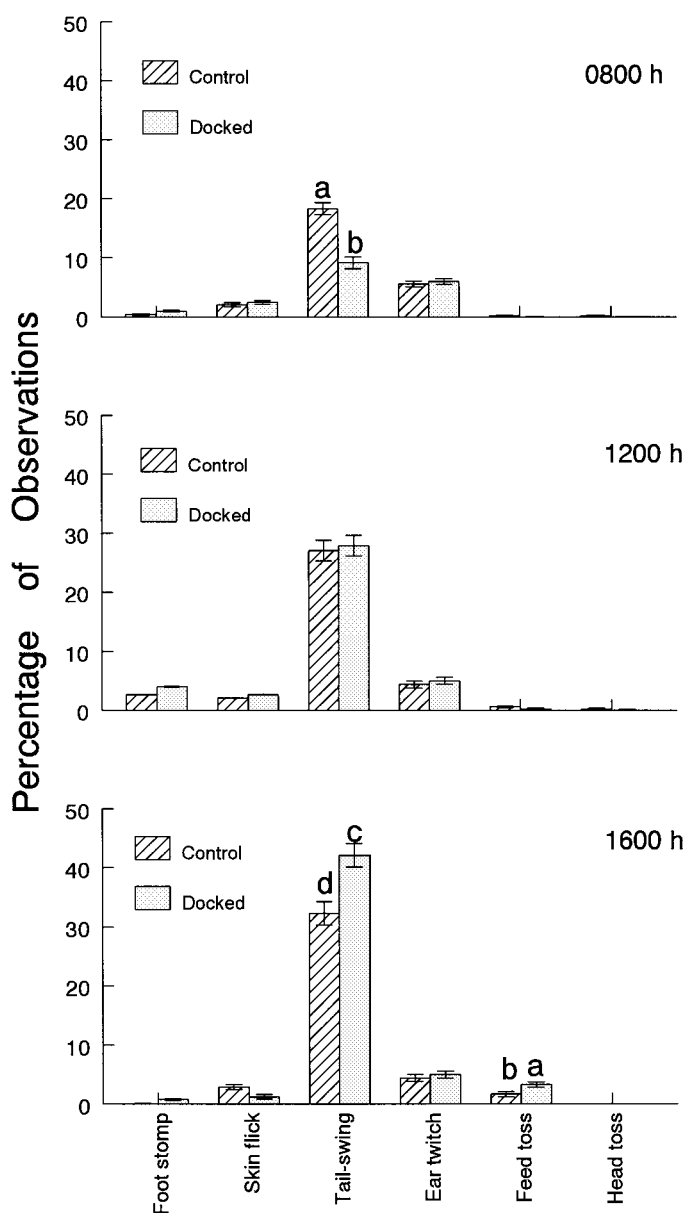 Percentage of Observations
50
40
30
20
10
0
Control
Docked
0800 h
a
b
50
40
30
20
10
0
Control
Docked
1200 h
50
40
30
20
10
0
Control
Docked
1600 h
d
c
b
a
Foot stomp
Skin flick
Tail-swing
Ear twitch
Feed toss
Head toss